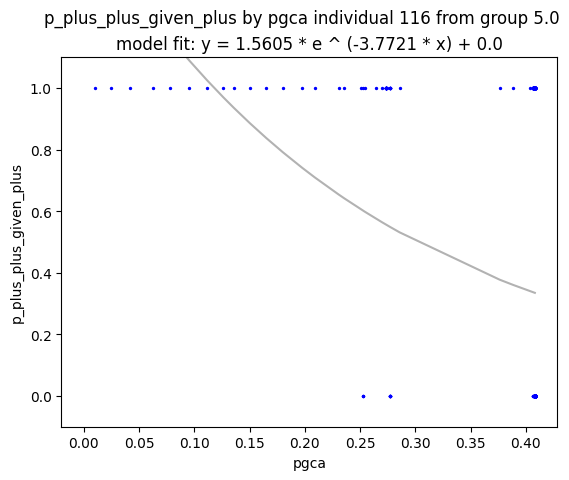 p_plus_plus_given_plus by pgca individual 116 from group 5.0
model fit: y = 1.5605 * e ^ (-3.7721 * x) + 0.0
p_plus_plus_given_plus
1.0
0.8
0.6
0.4
0.2
0.0
0.00 0.05 0.10 0.15 0.20 0.25 0.30 0.35 0.40
pgca